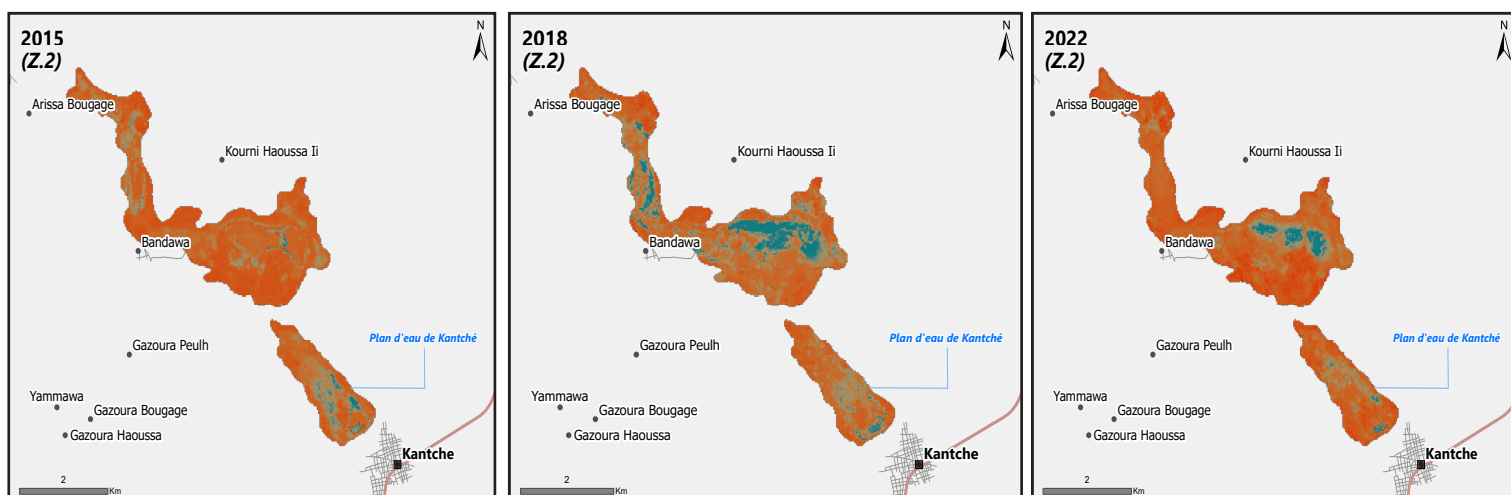 2015
(Z.2)
N
Arissa Bougage
Kourni Haoussa Ii
Bandawa
Gazoura Peulh
Plan d'eau de Kantché
Yammawa
Gazoura Bougage
Gazoura Haoussa
Kantche
2
Km
2018
(Z.2)
N
Arissa Bougage
Kourni Haoussa Ii
Bandawa
Gazoura Peulh
Plan d'eau de Kantché
Yammawa
Gazoura Bougage
Gazoura Haoussa
Kantche
2
Km
2022
(Z.2)
N
Arissa Bougage
Kourni Haoussa Ii
Bandawa
Gazoura Peulh
Plan d'eau de Kantché
Yammawa
Gazoura Bougage
Gazoura Haoussa
Kantche
2
Km